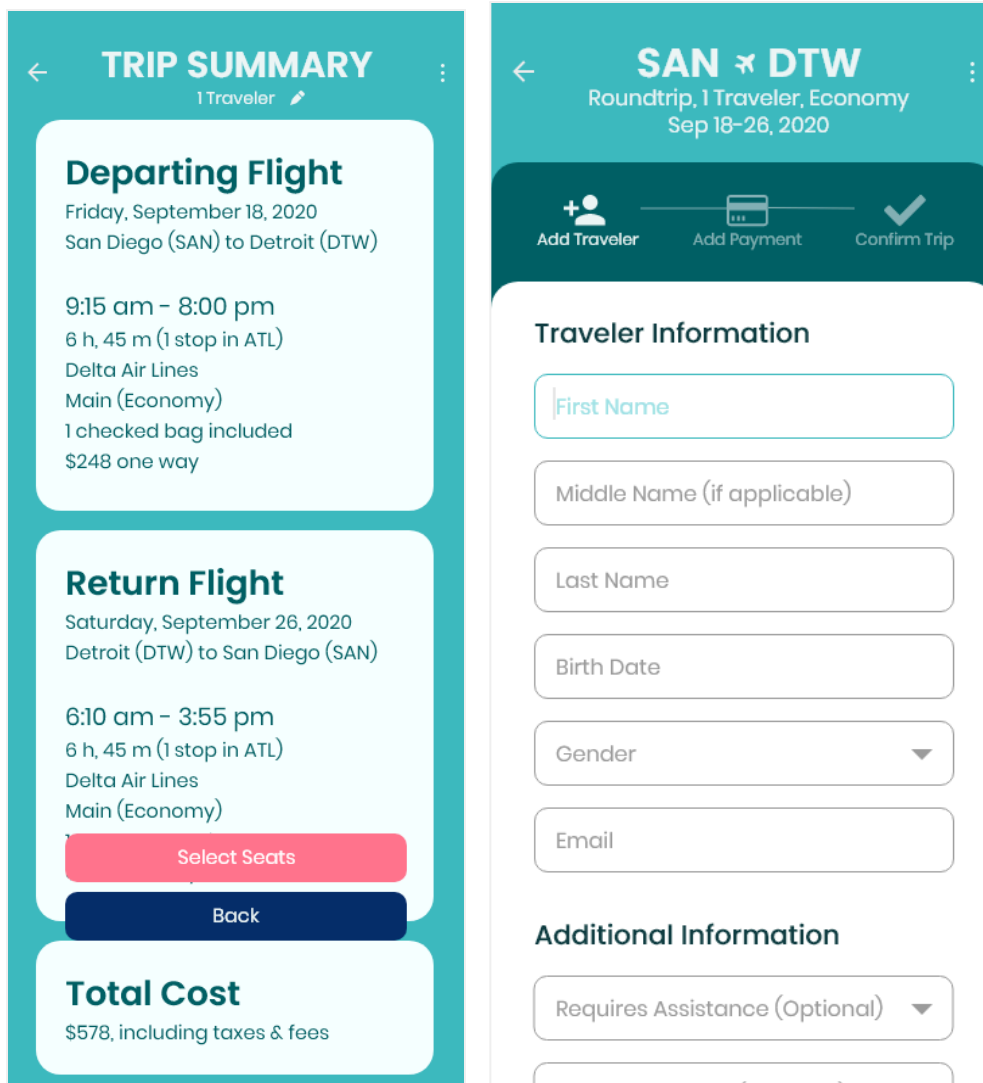 TRIP SUMMARY
1 Traveler
Departing Flight
Friday, September 18, 2020
San Diego (SAN) to Detroit (DTW)
9:15 am - 8:00 pm
6 h, 45 m (1 stop in ATL)
Delta Air Lines
Main (Economy)
1 checked bag included
$248 one way
Return Flight
Saturday, September 26, 2020
Detroit (DTW) to San Diego (SAN)
6:10 am - 3:55 pm
6 h, 45 m (1 stop in ATL)
Delta Air Lines
Main (Economy)
Select Seats
Back
Total Cost
$578, including taxes & fees
SAN DTW
Roundtrip, 1 Traveler, Economy
Sep 18-26, 2020
Add Traveler Add Payment Confirm Trip
Traveler Information
First Name
Middle Name (if applicable)
Last Name
Birth Date
Gender
Email
Additional Information
Requires Assistance (Optional)